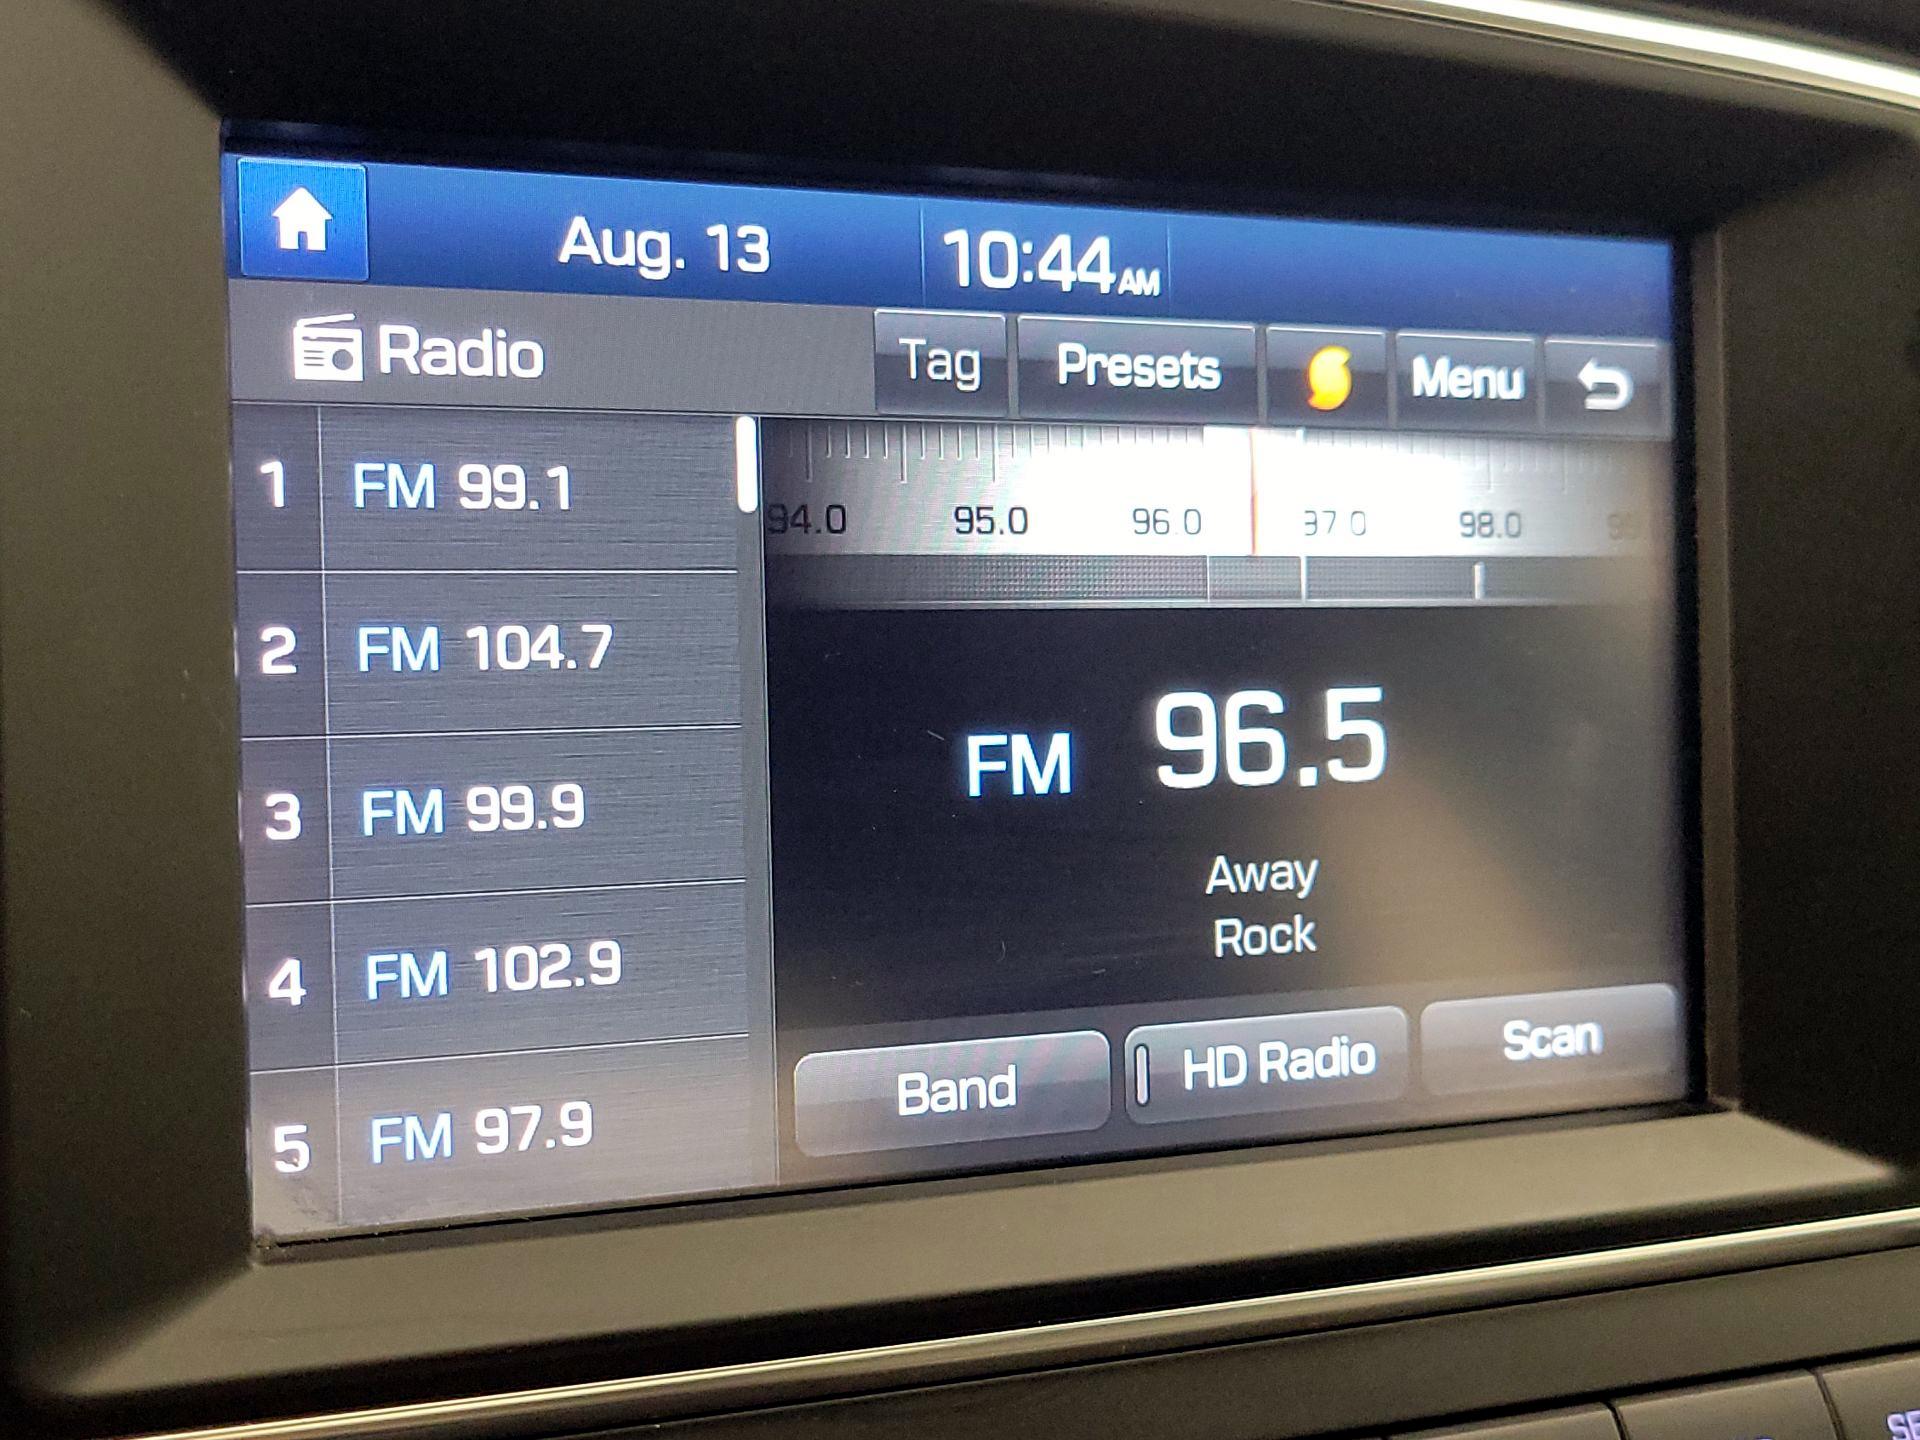 Aug. 13 10:44 AM
Radio Tag Presets Menu
1 FM 99.1
2 FM 104.7
3 FM 99.9
4 FM 102.9
5 FM 97.9
94.0 95.0 96.0 97.0 98.0
FM 96.5
Away
Rock
Band HD Radio Scan